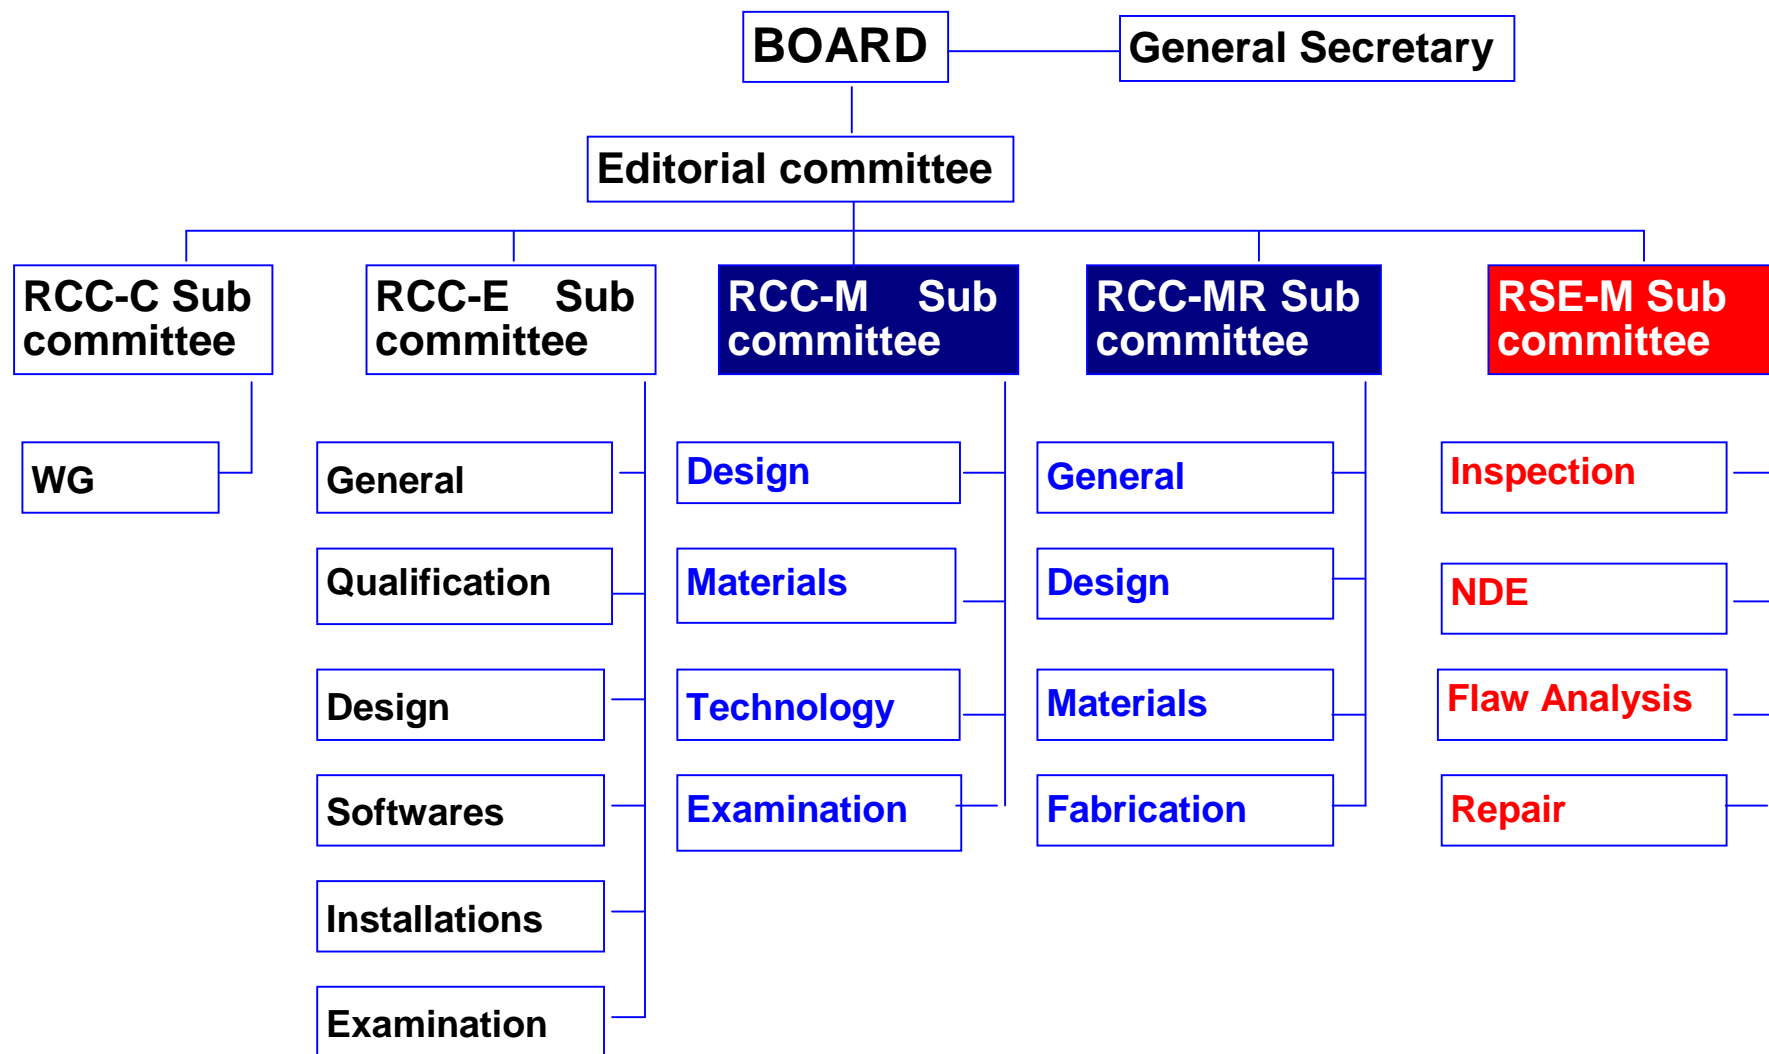 BOARD
General Secretary
Editorial committee
RCC-C Sub
committee
RCC-E Sub
committee
RCC-M Sub
committee
RCC-MR Sub
committee
RSE-M Sub
committee
WG
General
Qualification
Design
Softwares
Installations
Examination
Design
Materials
Technology
Examination
General
Design
Materials
Fabrication
Inspection
NDE
Flaw Analysis
Repair